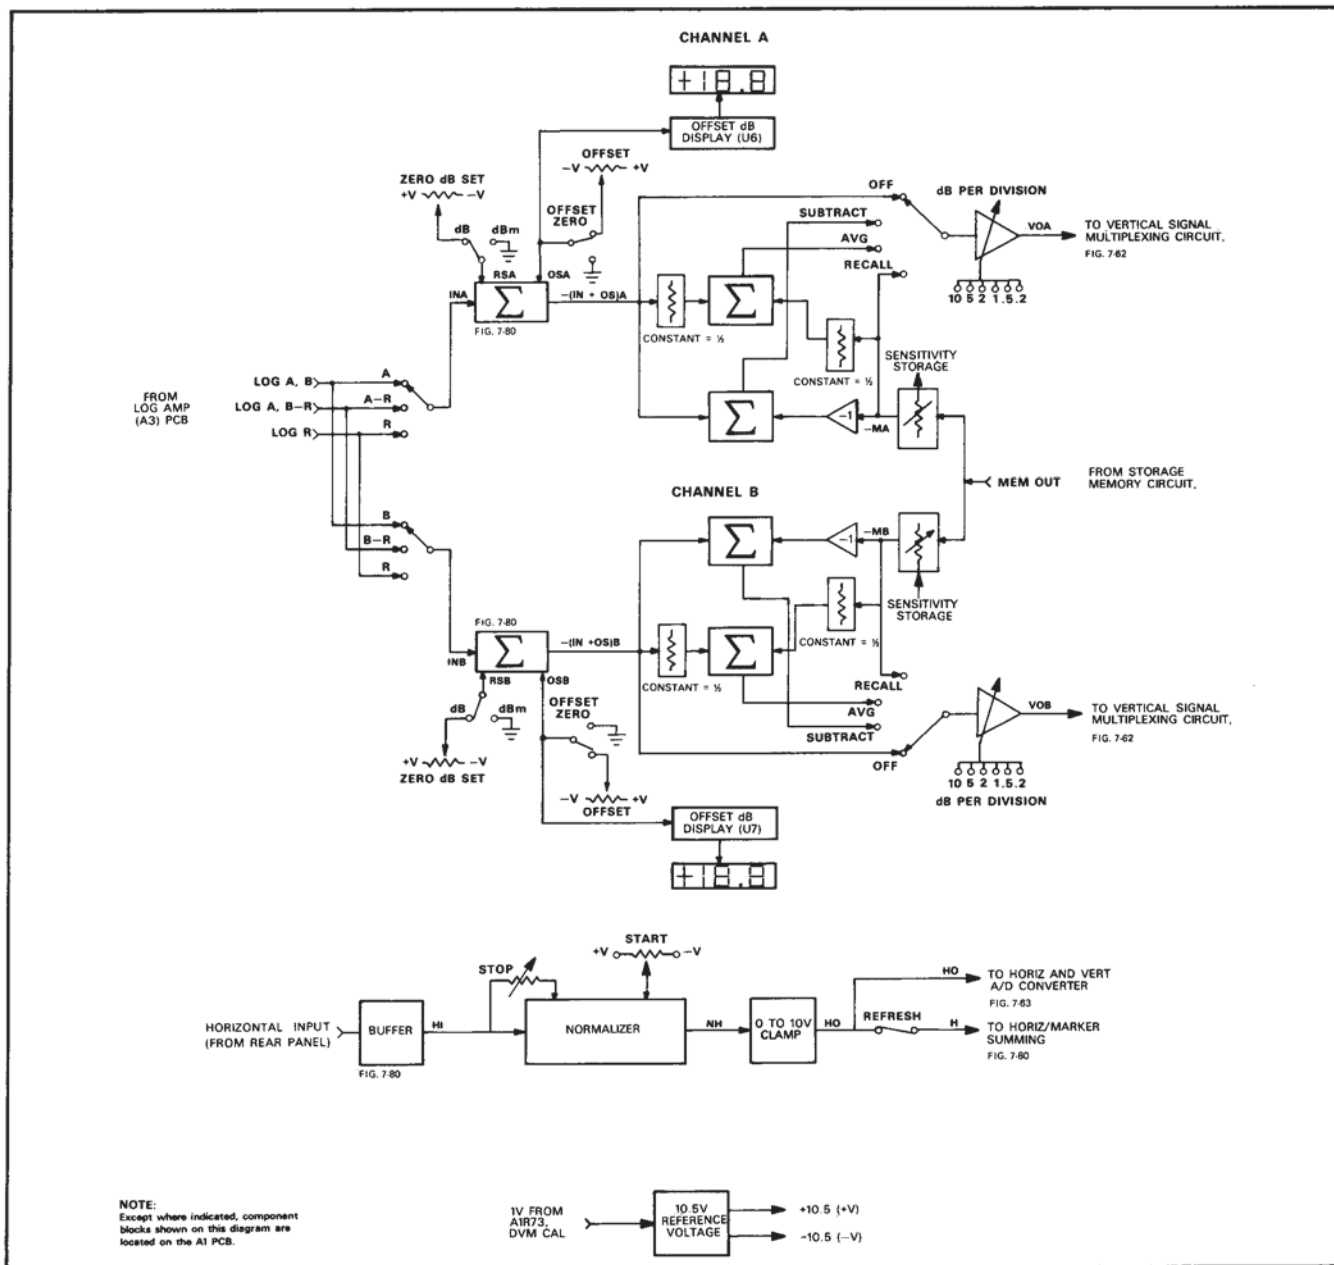 CHANNEL A
+18.8
OFFSET dB
DISPLAY (U6)
OFFSET
−V +V
ZERO dB SET
+V −V
OFFSET
ZERO
dB
dBm
RSA
OSA
INA
Σ
−(IN + OS)A
FIG. 7-80
CONSTANT = ½
Σ
OFF
SUBTRACT
AVG
RECALL
dB PER DIVISION
VOA
TO VERTICAL SIGNAL
MULTIPLEXING CIRCUIT,
FIG. 7-62
10 5 2 1 .5 .2
CONSTANT = ½
SENSITIVITY
STORAGE
Σ
−1
−MA
FROM
LOG AMP
(A3) PCB
LOG A, B
LOG A, B−R
LOG R
A
A−R
R
MEM OUT
FROM STORAGE
MEMORY CIRCUIT,
CHANNEL B
B
B−R
R
Σ
−1
−MB
SENSITIVITY
STORAGE
CONSTANT = ½
FIG. 7-80
Σ
−(IN +OS)B
INB
RSB
OSB
CONSTANT = ½
Σ
RECALL
AVG
SUBTRACT
OFF
VOB
TO VERTICAL SIGNAL
MULTIPLEXING CIRCUIT,
FIG. 7-62
10 5 2 1 .5 .2
dB PER DIVISION
dB
dBm
OFFSET
ZERO
+V −V
ZERO dB SET
−V +V
OFFSET
OFFSET dB
DISPLAY (U7)
+18.8
START
+V −V
STOP
HORIZONTAL INPUT
(FROM REAR PANEL)
BUFFER
FIG. 7-80
HI
NORMALIZER
NH
0 TO 10V
CLAMP
HO
REFRESH
HO
TO HORIZ AND VERT
A/D CONVERTER
FIG. 7-63
H
TO HORIZ/MARKER
SUMMING
FIG. 7-80
NOTE:
Except where indicated, component
blocks shown on this diagram are
located on the A1 PCB.
1V FROM
A1R73,
DVM CAL
10.5V
REFERENCE
VOLTAGE
+10.5 (+V)
-10.5 (−V)